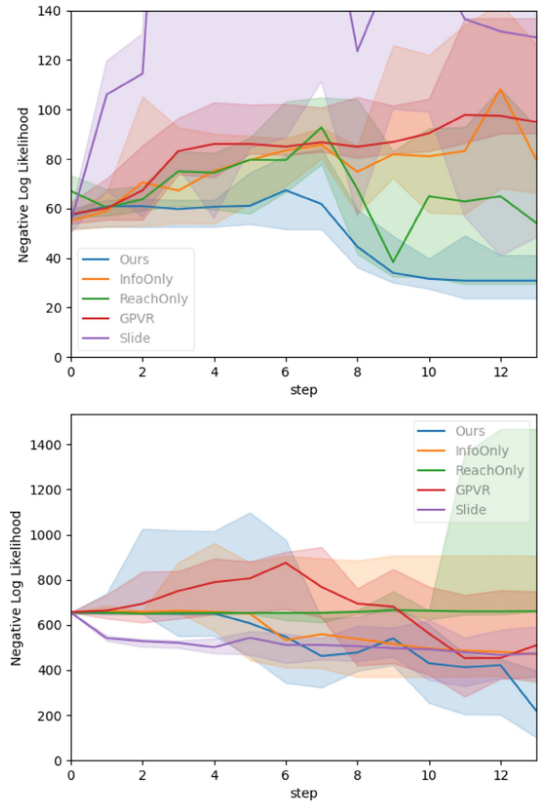 140
120
100
80
60
40
20
0
Negative Log Likelihood
Ours
InfoOnly
ReachOnly
GPVR
Slide
0 2 4 6 8 10 12
step
1400
1200
1000
800
600
400
200
0
Negative Log Likelihood
Ours
InfoOnly
ReachOnly
GPVR
Slide
0 2 4 6 8 10 12
step